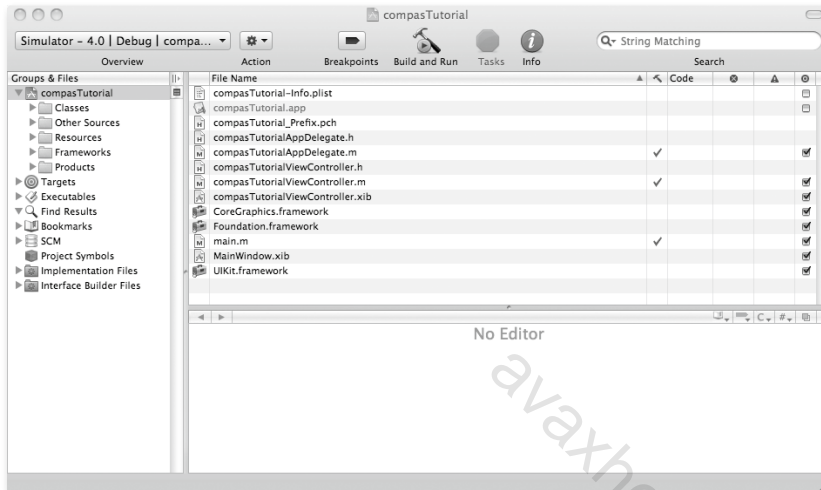 compasTutorial
Simulator - 4.0 | Debug | compa...
String Matching
Overview
Action
Breakpoints
Build and Run
Tasks
Info
Search
Groups & Files
File Name
Code
compasTutorial
Classes
Other Sources
Resources
Frameworks
Products
Targets
Executables
Find Results
Bookmarks
SCM
Project Symbols
Implementation Files
Interface Builder Files
compasTutorial-Info.plist
compasTutorial.app
compasTutorial_Prefix.pch
compasTutorialAppDelegate.h
compasTutorialAppDelegate.m
compasTutorialViewController.h
compasTutorialViewController.m
compasTutorialViewController.xib
CoreGraphics.framework
Foundation.framework
main.m
MainWindow.xib
UIKit.framework
C
#
No Editor